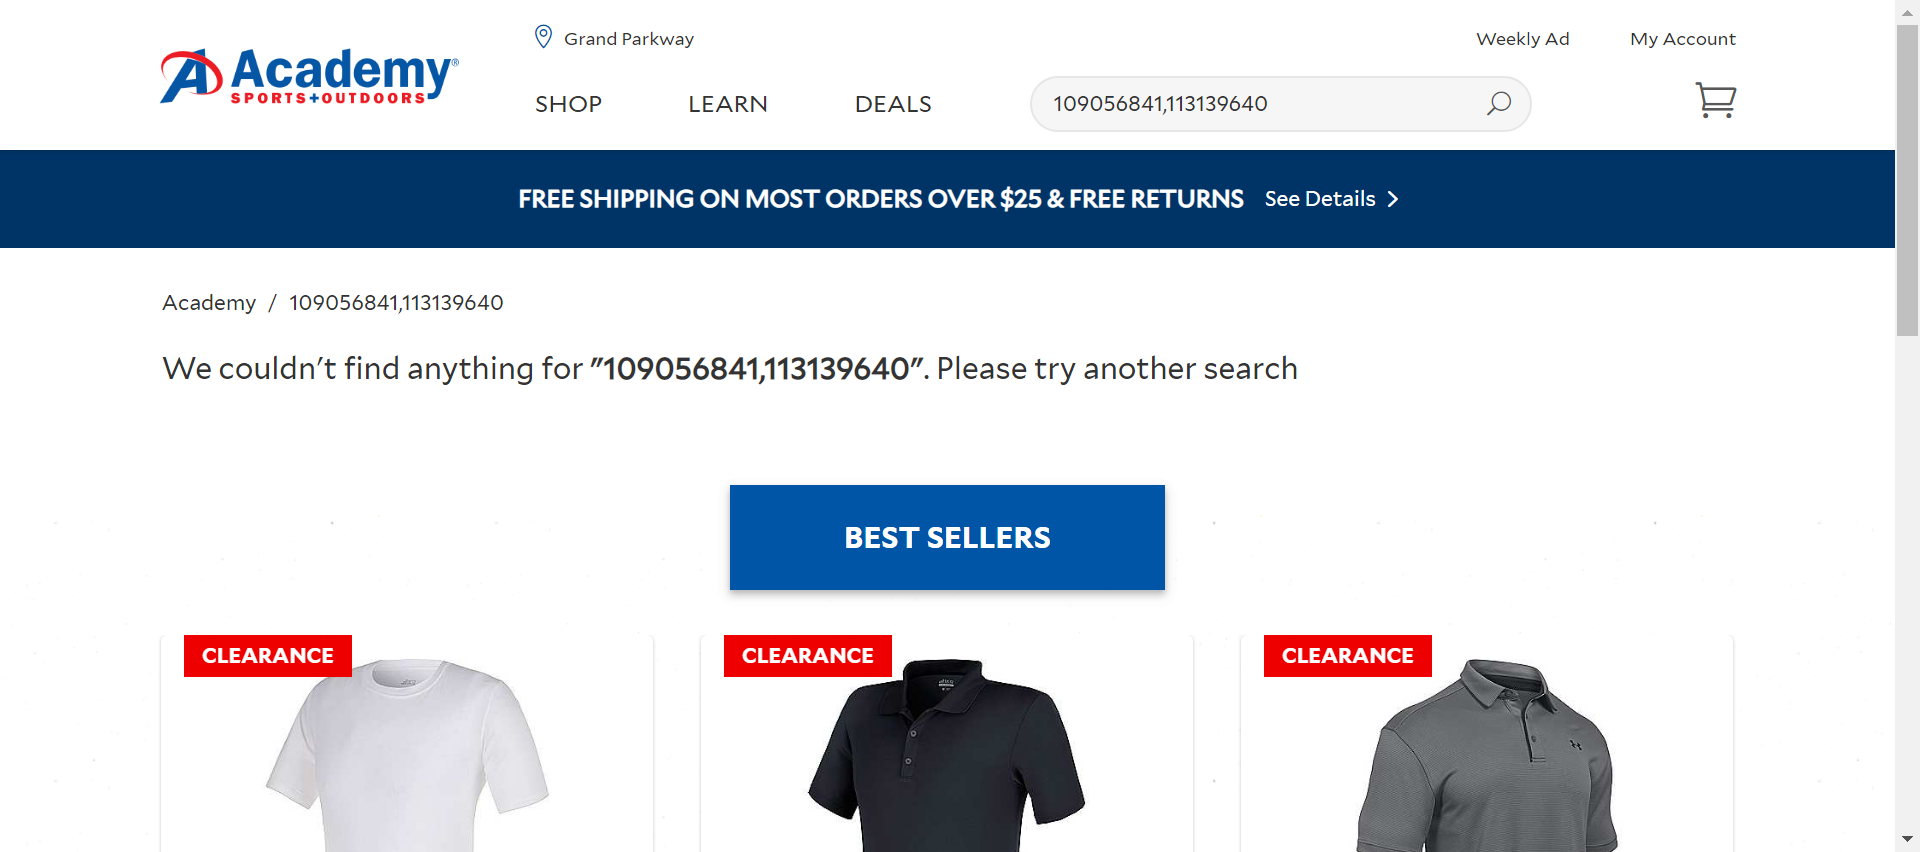 Grand Parkway
Weekly Ad
My Account
Academy®
SPORTS+OUTDOORS
SHOP
LEARN
DEALS
109056841,113139640
FREE SHIPPING ON MOST ORDERS OVER $25 & FREE RETURNS See Details
Academy / 109056841,113139640
We couldn't find anything for "109056841,113139640". Please try another search
BEST SELLERS
CLEARANCE
CLEARANCE
CLEARANCE